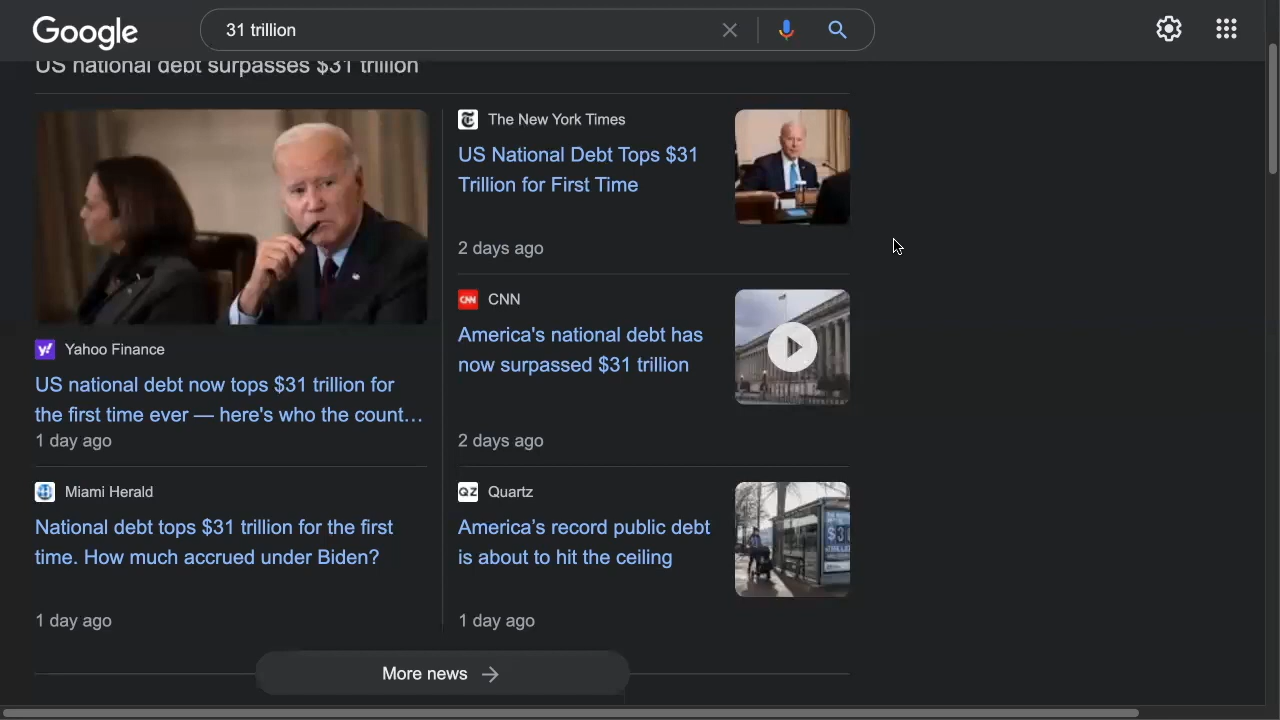 Google
31 trillion
US national debt surpasses $31 trillion
Yahoo Finance
US national debt now tops $31 trillion for
the first time ever — here's who the count...
1 day ago
Miami Herald
National debt tops $31 trillion for the first
time. How much accrued under Biden?
1 day ago
The New York Times
US National Debt Tops $31
Trillion for First Time
2 days ago
CNN
CNN
America's national debt has
now surpassed $31 trillion
2 days ago
QZ
Quartz
America's record public debt
is about to hit the ceiling
1 day ago
More news